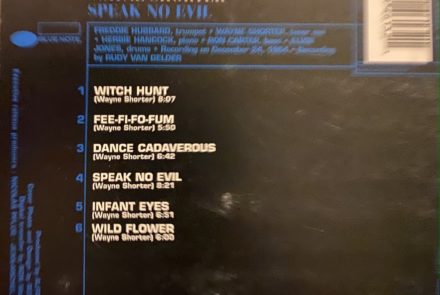 SPEAK NO EVIL
FREDDIE HUBBARD, trumpet • WAYNE SHORTER, tenor sax
• HERBIE HANCOCK, piano • RON CARTER, bass • ELVIN
JONES, drums • Recording on December 24, 1964 • Recording
by RUDY VAN GELDER
BLUE NOTE
1 WITCH HUNT
(Wayne Shorter) 8:07
2 FEE-FI-FO-FUM
(Wayne Shorter) 5:50
3 DANCE CADAVEROUS
(Wayne Shorter) 6:42
4 SPEAK NO EVIL
(Wayne Shorter) 8:21
5 INFANT EYES
(Wayne Shorter) 6:51
6 WILD FLOWER
(Wayne Shorter) 6:00